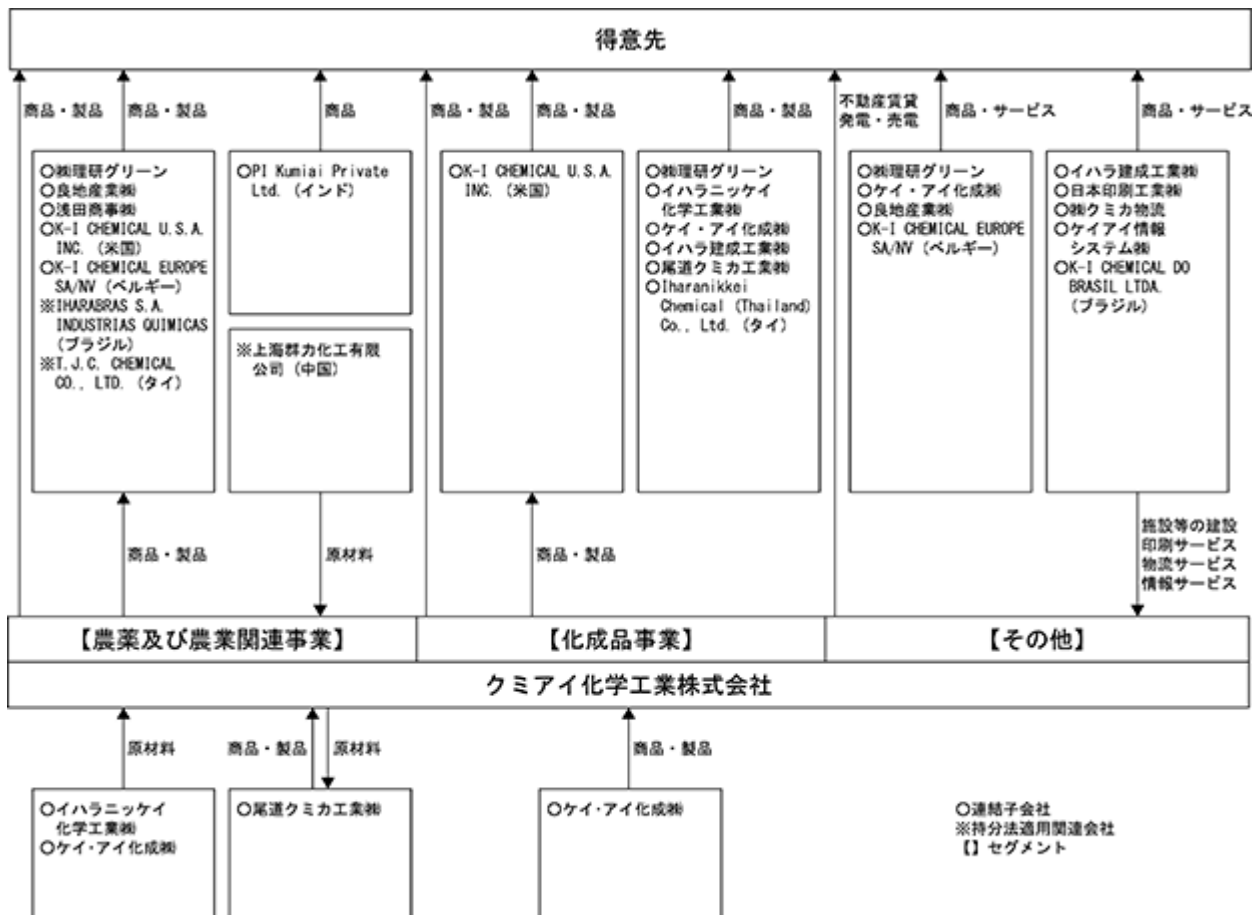 得意先
商品・製品
商品・製品
商品
商品・製品
商品・製品
商品・製品
不動産賃貸
発電・売電
商品・サービス
商品・サービス
○㈱理研グリーン
○良地産業㈱
○浅田商事㈱
○K-I CHEMICAL U.S.A.
INC. (米国)
○K-I CHEMICAL EUROPE
SA/NV (ベルギー)
※IHARABRAS S.A.
INDUSTRIAS QUIMICAS
(ブラジル)
※T.J.C. CHEMICAL
CO., LTD. (タイ)
○PI Kumiai Private
Ltd. (インド)
※上海群力化工有限
公司 (中国)
○K-I CHEMICAL U.S.A.
INC. (米国)
○㈱理研グリーン
○イハラニッケイ
化学工業㈱
○ケイ・アイ化成㈱
○イハラ建成工業㈱
○尾道クミカ工業㈱
○Iharanikkei
Chemical (Thailand)
Co., Ltd. (タイ)
○㈱理研グリーン
○ケイ・アイ化成㈱
○良地産業㈱
○K-I CHEMICAL EUROPE
SA/NV (ベルギー)
○イハラ建成工業㈱
○日本印刷工業㈱
○㈱クミカ物流
○ケイアイ情報
システム㈱
○K-I CHEMICAL DO
BRASIL LTDA.
(ブラジル)
商品・製品
原材料
商品・製品
施設等の建設
印刷サービス
物流サービス
情報サービス
【農薬及び農業関連事業】
【化成品事業】
【その他】
クミアイ化学工業株式会社
原材料
商品・製品
原材料
商品・製品
○イハラニッケイ
化学工業㈱
○ケイ・アイ化成㈱
○尾道クミカ工業㈱
○ケイ・アイ化成㈱
○連結子会社
※持分法適用関連会社
【】セグメント